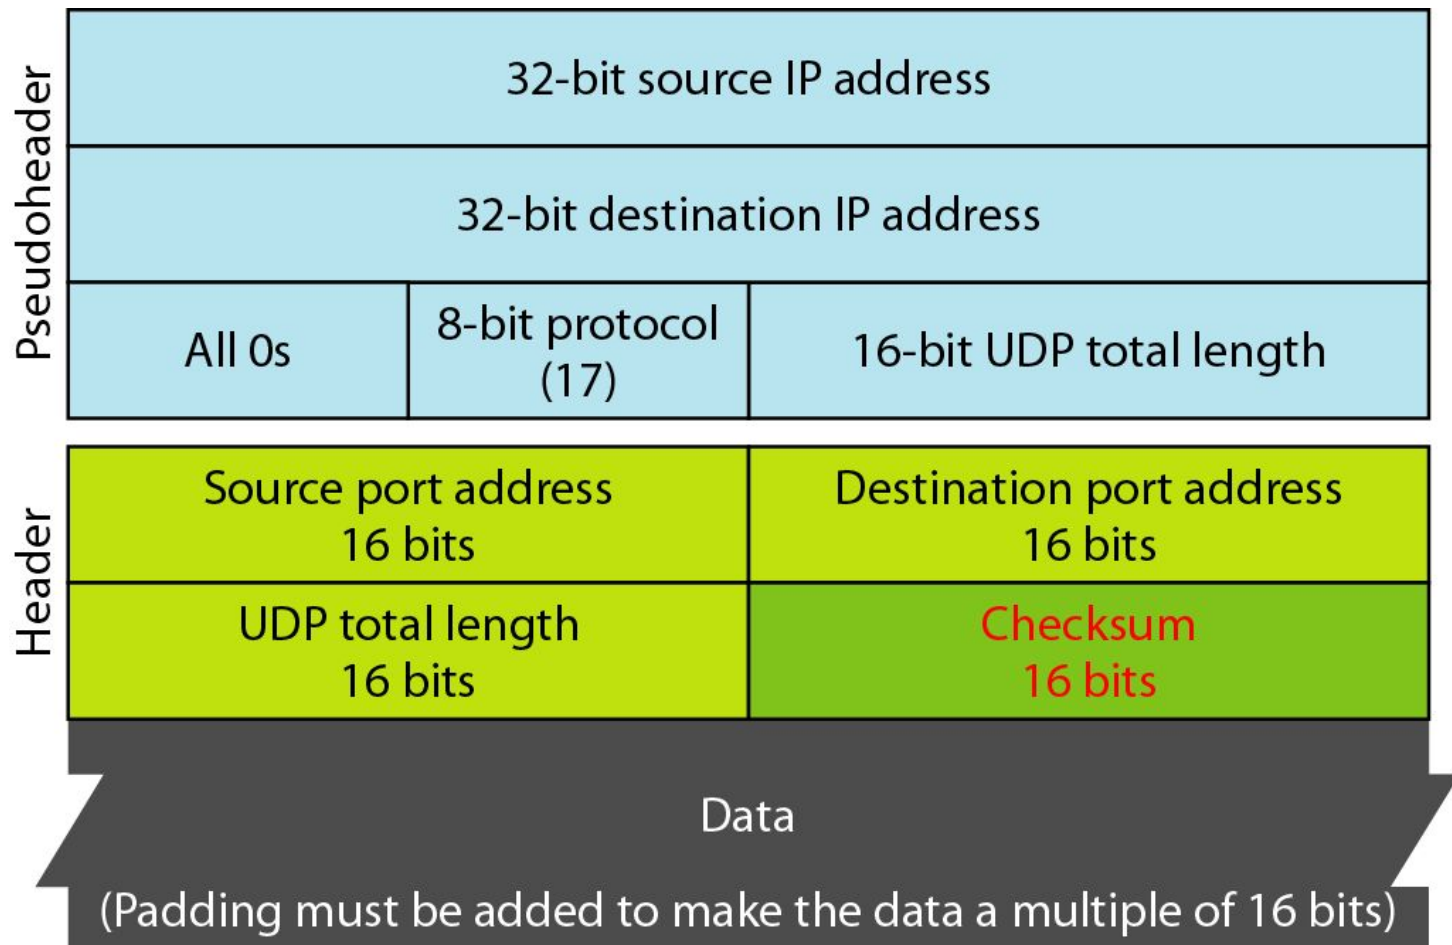 Pseudoheader
32-bit source IP address
32-bit destination IP address
All 0s
8-bit protocol
(17)
16-bit UDP total length
Header
Source port address
16 bits
Destination port address
16 bits
UDP total length
16 bits
Checksum
16 bits
Data
(Padding must be added to make the data a multiple of 16 bits)